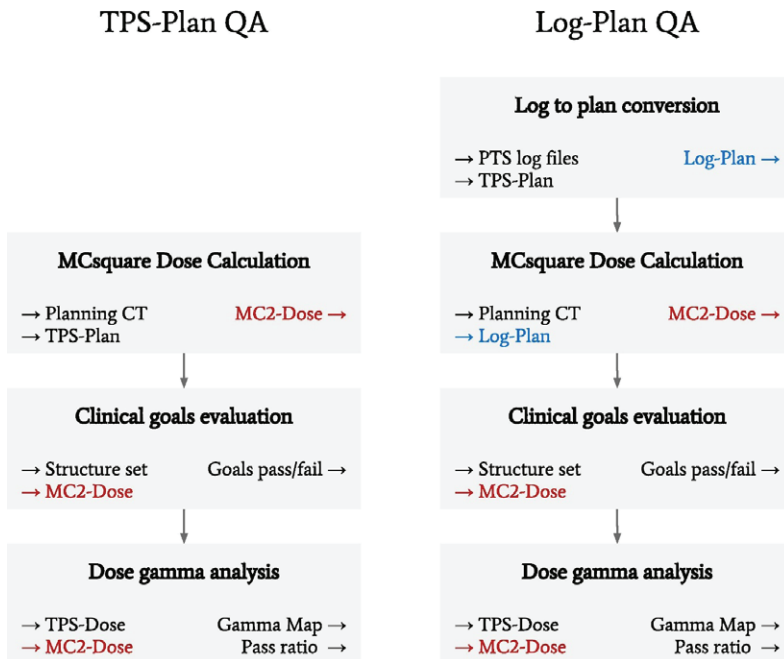 TPS-Plan QA
MCsquare Dose Calculation
→ Planning CT MC2-Dose →
→ TPS-Plan
Clinical goals evaluation
→ Structure set Goals pass/fail →
→ MC2-Dose
Dose gamma analysis
→ TPS-Dose Gamma Map →
→ MC2-Dose Pass ratio →
Log-Plan QA
Log to plan conversion
→ PTS log files Log-Plan →
→ TPS-Plan
MCsquare Dose Calculation
→ Planning CT MC2-Dose →
→ Log-Plan
Clinical goals evaluation
→ Structure set Goals pass/fail →
→ MC2-Dose
Dose gamma analysis
→ TPS-Dose Gamma Map →
→ MC2-Dose Pass ratio →